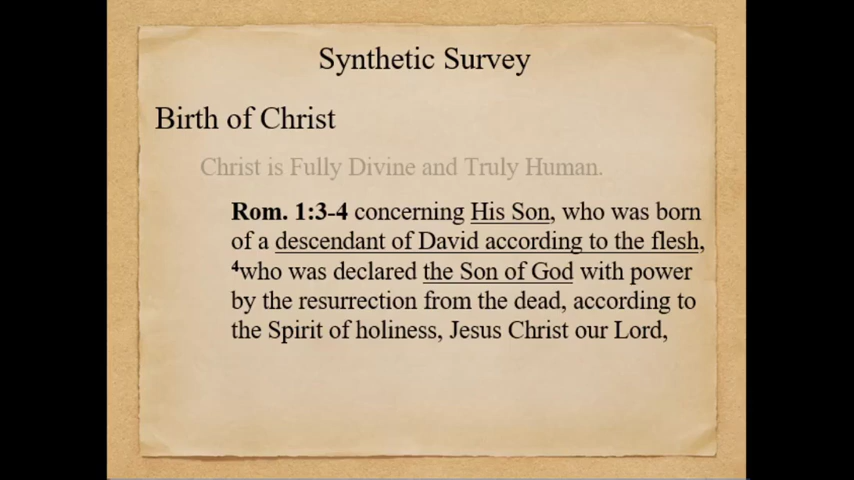 Synthetic Survey
Birth of Christ
Christ is Fully Divine and Truly Human.
Rom. 1:3-4 concerning His Son, who was born
of a descendant of David according to the flesh,
⁴who was declared the Son of God with power
by the resurrection from the dead, according to
the Spirit of holiness, Jesus Christ our Lord,